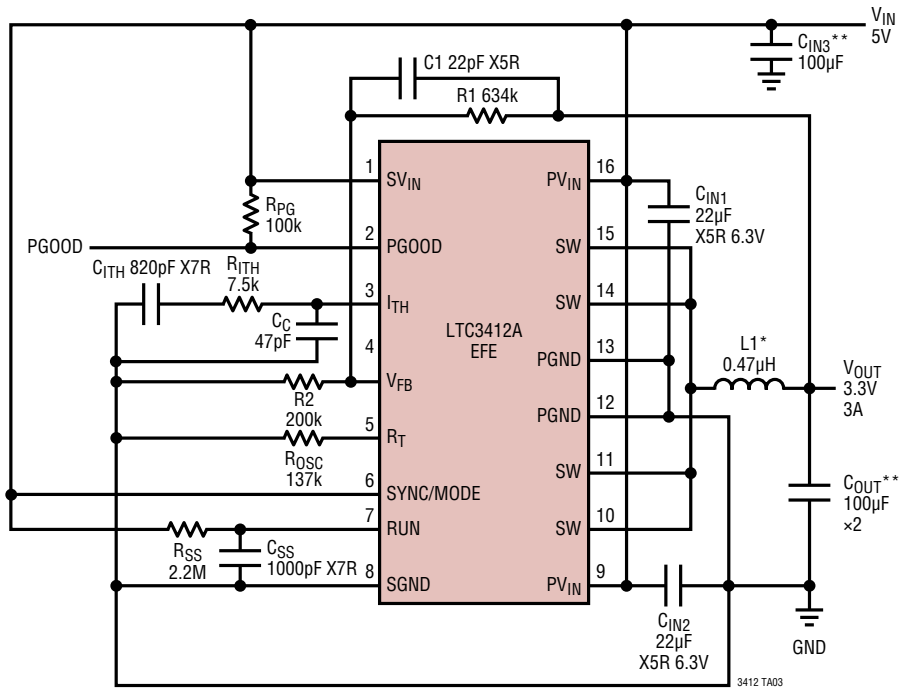 VIN
5V
CIN3**
100µF
C1 22pF X5R
R1 634k
1
SVIN
PVIN
16
RPG
100k
CIN1
22µF
X5R 6.3V
PGOOD
2
PGOOD
SW
15
CITH 820pF X7R
RITH
7.5k
3
ITH
SW
14
CC
47pF
LTC3412A
EFE
4
VFB
PGND
13
L1*
0.47µH
VOUT
3.3V
3A
R2
200k
PGND
12
5
RT
ROSC
137k
SW
11
6
SYNC/MODE
COUT**
100µF
×2
7
RUN
SW
10
RSS
2.2M
CSS
1000pF X7R
8
SGND
PVIN
9
CIN2
22µF
X5R 6.3V
GND
3412 TA03